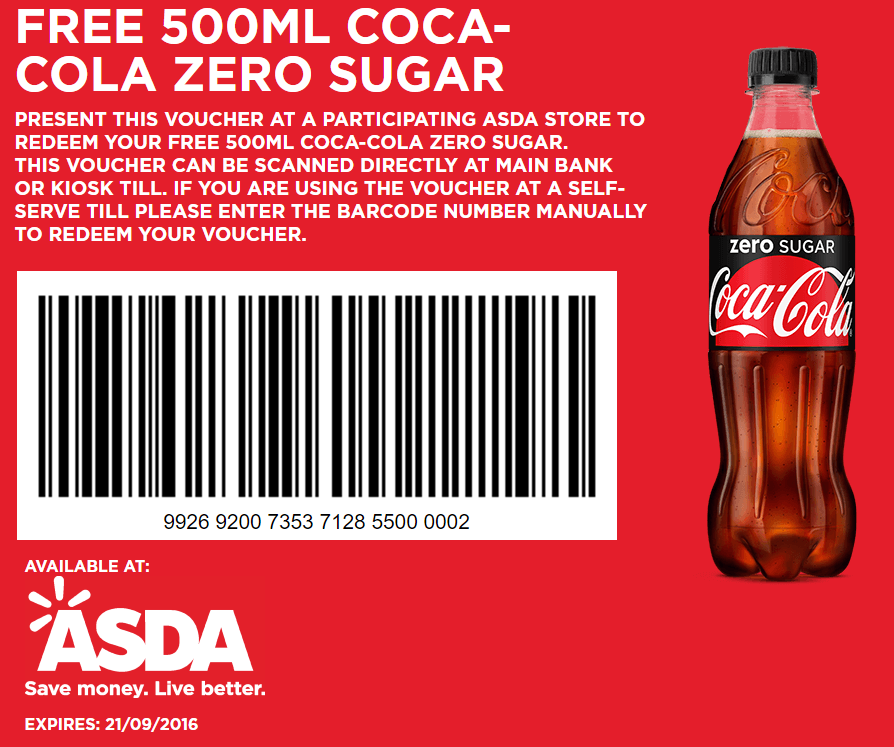 FREE 500ML COCA-
COLA ZERO SUGAR
PRESENT THIS VOUCHER AT A PARTICIPATING ASDA STORE TO
REDEEM YOUR FREE 500ML COCA-COLA ZERO SUGAR.
THIS VOUCHER CAN BE SCANNED DIRECTLY AT MAIN BANK
OR KIOSK TILL. IF YOU ARE USING THE VOUCHER AT A SELF-
SERVE TILL PLEASE ENTER THE BARCODE NUMBER MANUALLY
TO REDEEM YOUR VOUCHER.
Coca
zero SUGAR
Coca-Cola
9926 9200 7353 7128 5500 0002
AVAILABLE AT:
ASDA
Save money. Live better.
EXPIRES: 21/09/2016